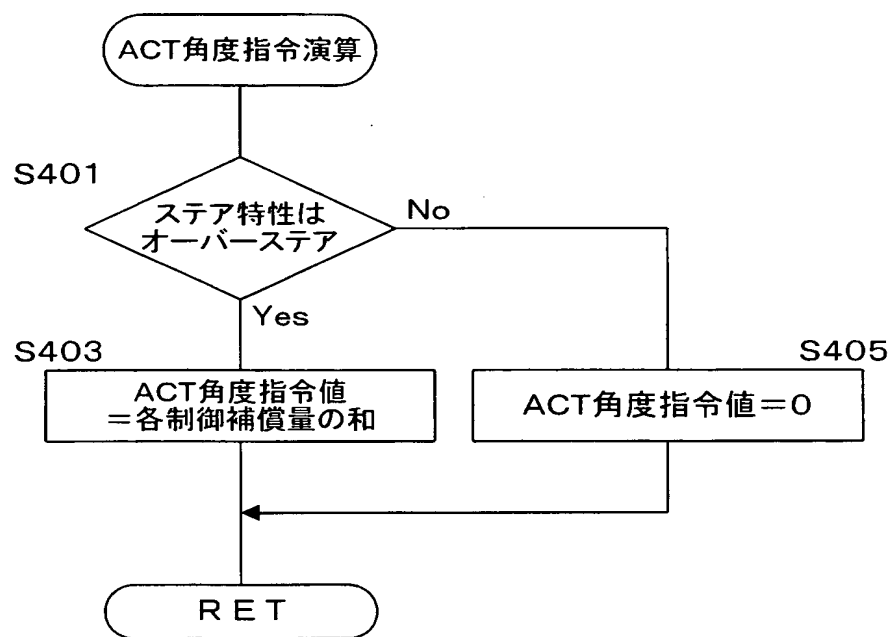 ACT角度指令演算
S401
ステア特性は
オーバーステア
No
Yes
S403
ACT角度指令値
=各制御補償量の和
S405
ACT角度指令値=0
RET